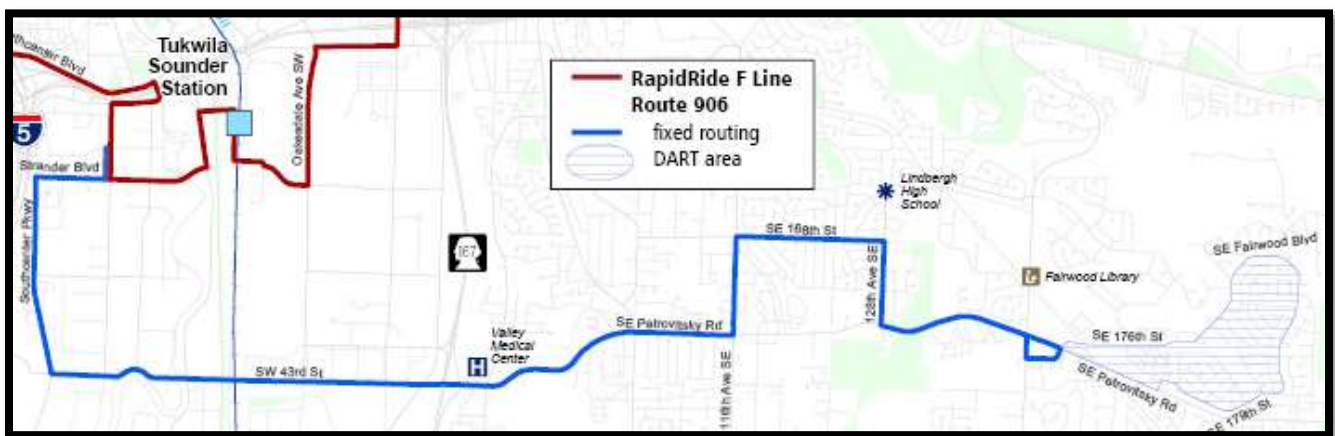 uthcenter Blvd
Tukwila
Sounder
Station
Oakesdale Ave SW
RapidRide F Line
Route 906
fixed routing
DART area
5
Strander Blvd
Southcenter Pkwy
Lindbergh
High
School
167
SE 168th St
SE Fairwood Blvd
128th Ave SE
Fairwood Library
SE Petrovitsky Rd
Valley
Medical
Center
H
SE 176th St
SW 43rd St
116th Ave SE
SE Petrovitsky Rd
SE 179th St